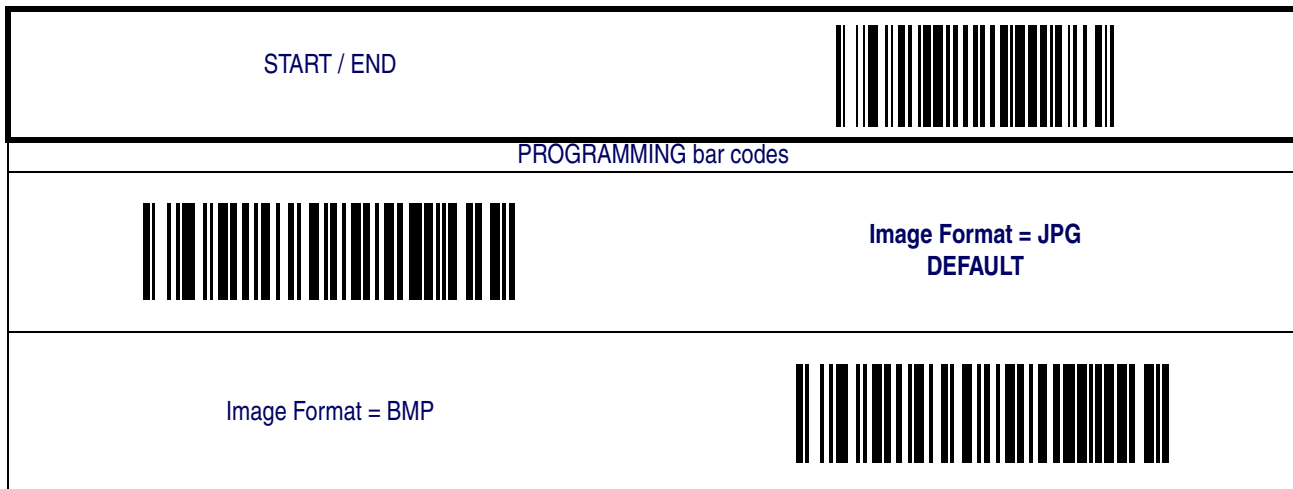 START / END
PROGRAMMING bar codes
Image Format = JPG
DEFAULT
Image Format = BMP